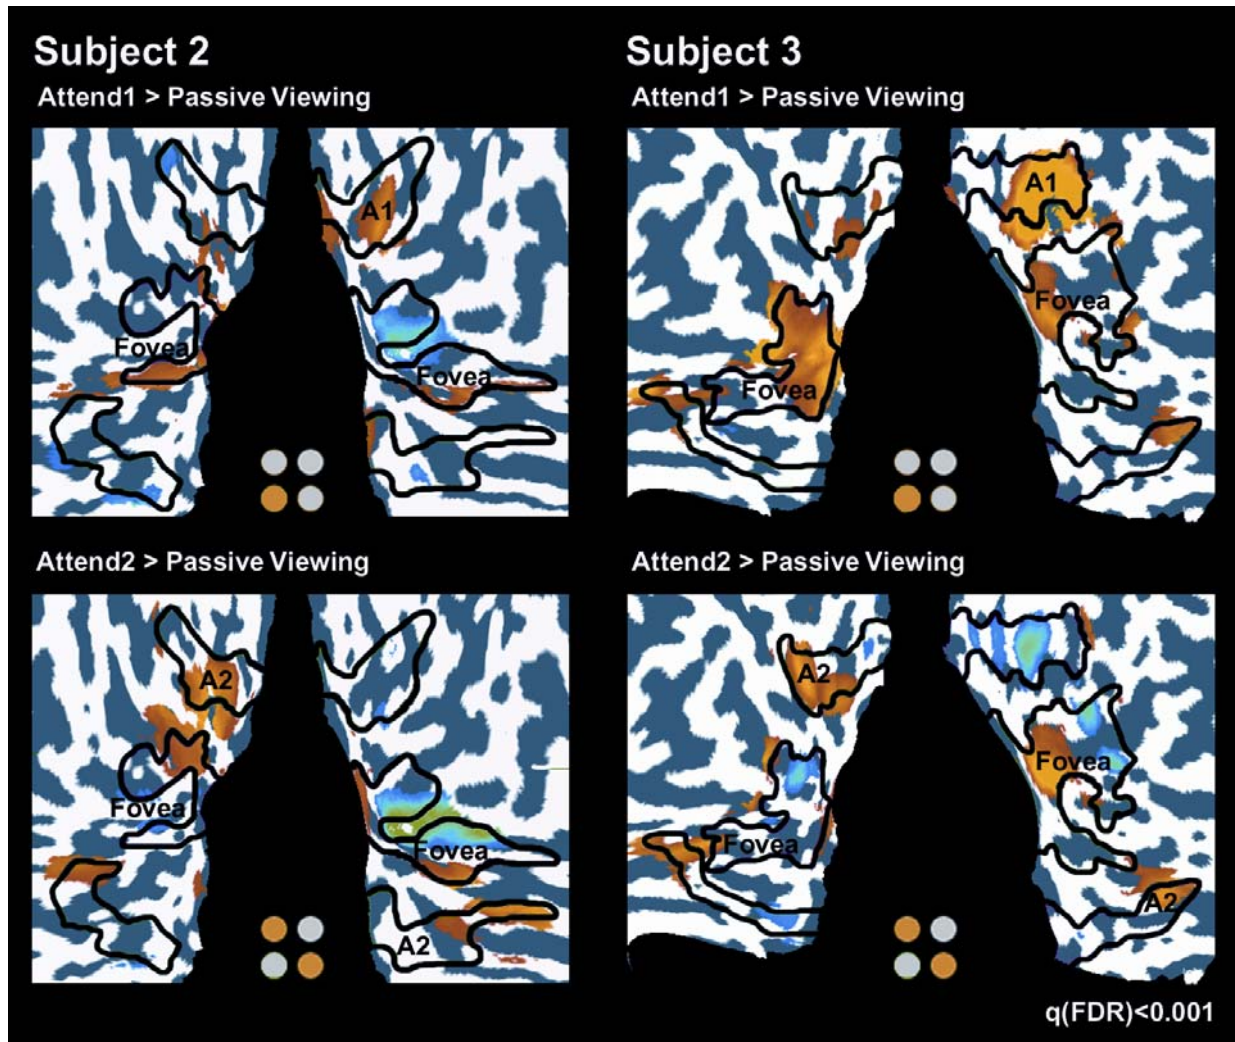 Subject 2
Attend1 > Passive Viewing
A1
Fovea
Fovea
Attend2 > Passive Viewing
A2
Fovea
Fovea
A2
Subject 3
Attend1 > Passive Viewing
A1
Fovea
Fovea
Attend2 > Passive Viewing
A2
Fovea
Fovea
A2
q(FDR)<0.001